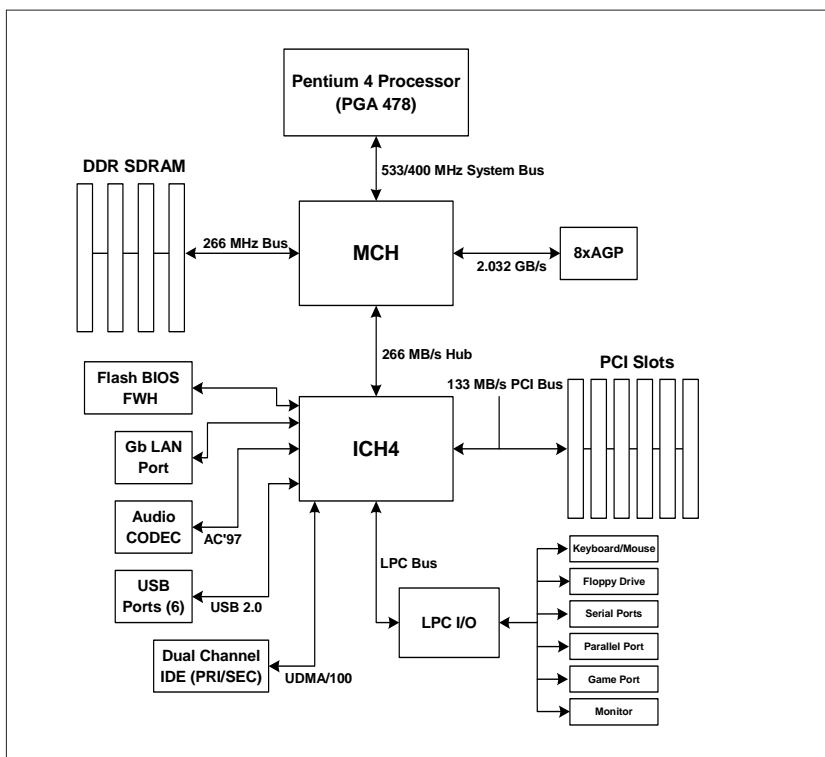 Pentium 4 Processor
(PGA 478)
533/400 MHz System Bus
DDR SDRAM
266 MHz Bus
MCH
2.032 GB/s
8xAGP
266 MB/s Hub
PCI Slots
133 MB/s PCI Bus
Flash BIOS
FWH
Gb LAN
Port
ICH4
Audio
CODEC
AC'97
USB
Ports (6)
USB 2.0
LPC Bus
Dual Channel
IDE (PRI/SEC)
UDMA/100
LPC I/O
Keyboard/Mouse
Floppy Drive
Serial Ports
Parallel Port
Game Port
Monitor